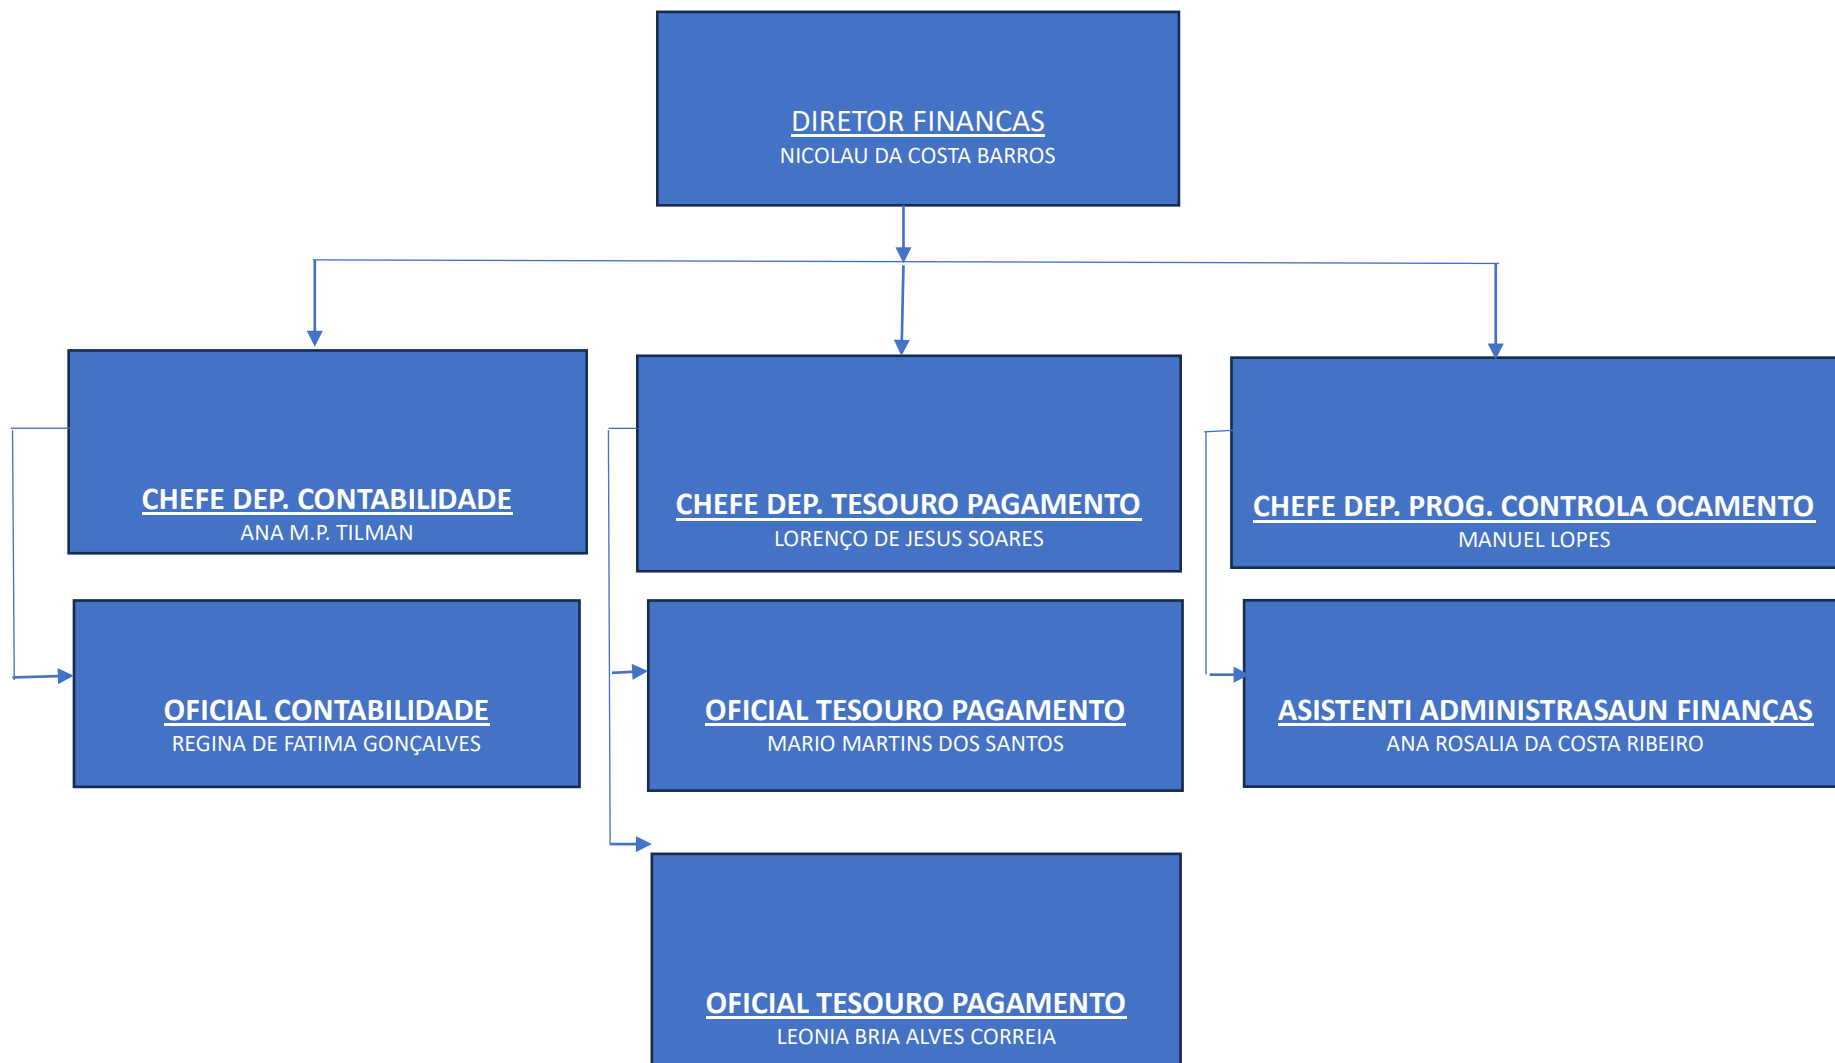 DIRETOR FINANCAS
NICOLAU DA COSTA BARROS
CHEFE DEP. CONTABILIDADE
ANA M.P. TILMAN
CHEFE DEP. TESOURO PAGAMENTO
LORENÇO DE JESUS SOARES
CHEFE DEP. PROG. CONTROLA OCAMENTO
MANUEL LOPES
OFICIAL CONTABILIDADE
REGINA DE FATIMA GONÇALVES
OFICIAL TESOURO PAGAMENTO
MARIO MARTINS DOS SANTOS
ASISTENTI ADMINISTRASAUN FINANÇAS
ANA ROSALIA DA COSTA RIBEIRO
OFICIAL TESOURO PAGAMENTO
LEONIA BRIA ALVES CORREIA